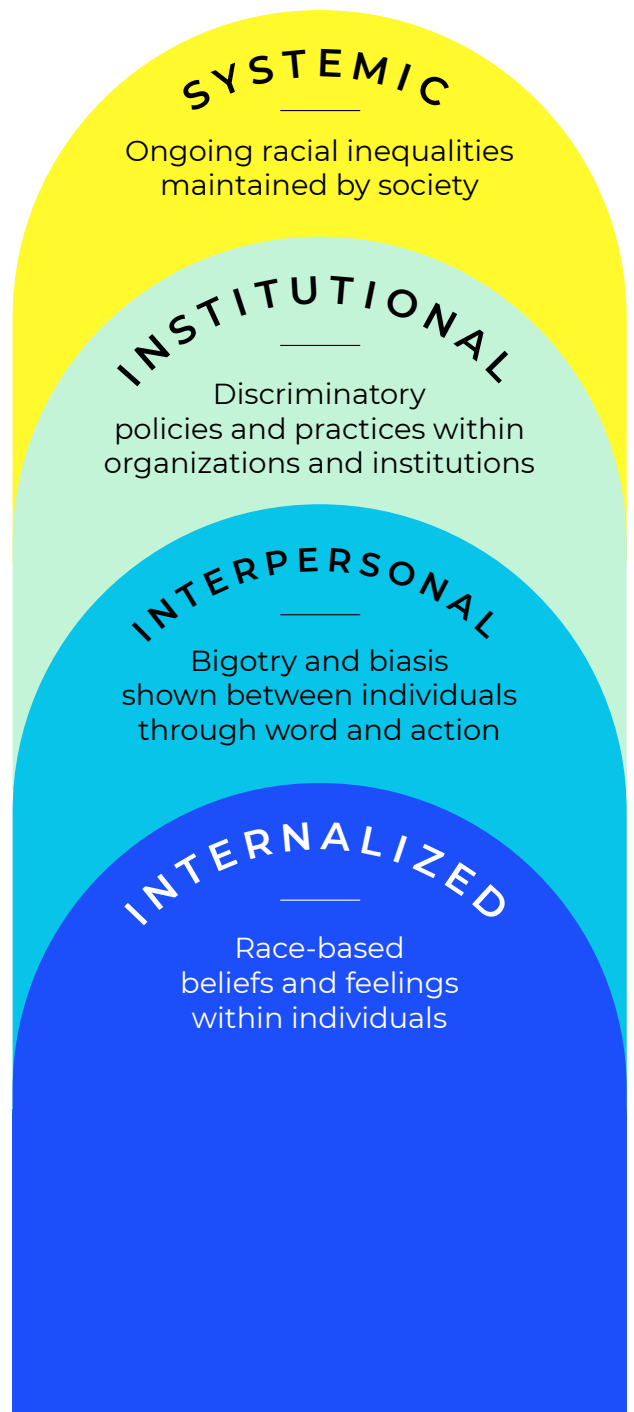 SYSTEMIC
Ongoing racial inequalities
maintained by society
INSTITUTIONAL
Discriminatory
policies and practices within
organizations and institutions
INTERPERSONAL
Bigotry and biasis
shown between individuals
through word and action
INTERNALIZED
Race-based
beliefs and feelings
within individuals